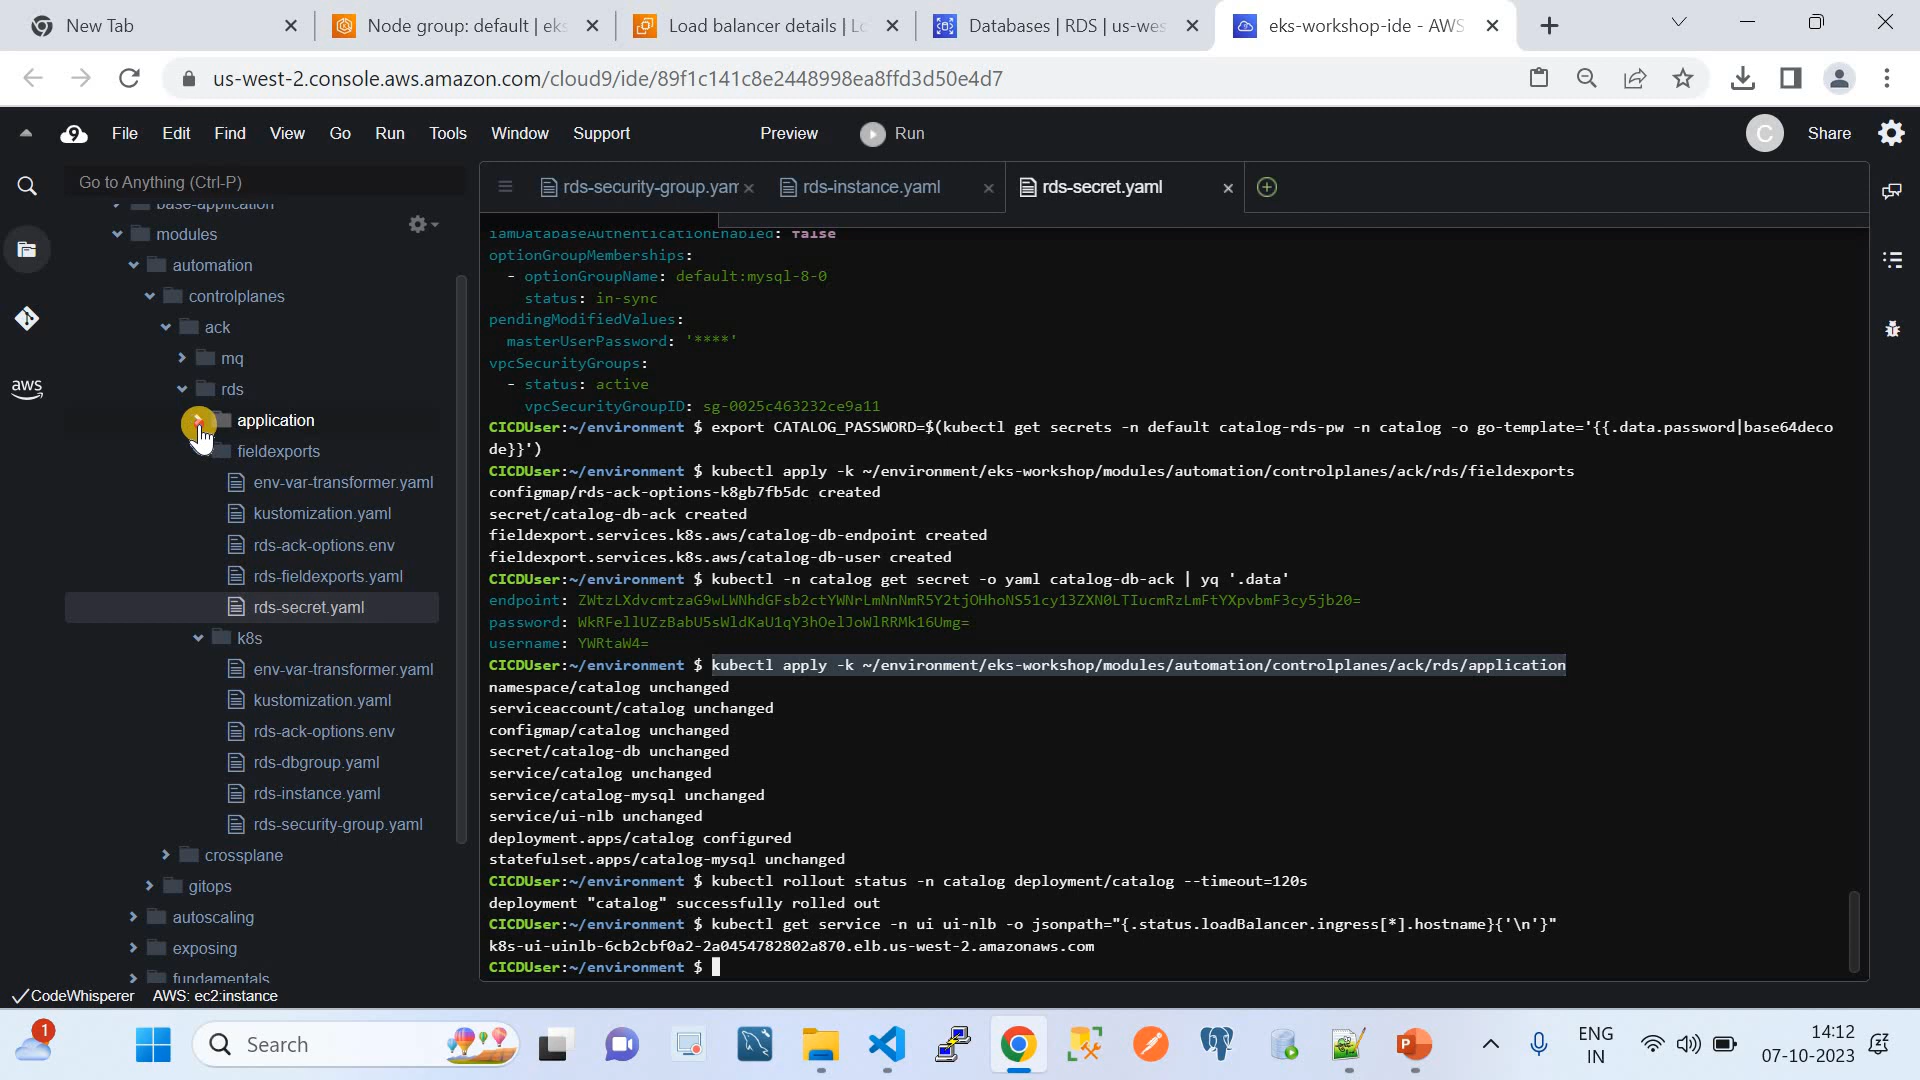 New Tab
Node group: default | eks
Load balancer details | Lo
Databases | RDS | us-wes
eks-workshop-ide - AWS
us-west-2.console.aws.amazon.com/cloud9/ide/89f1c141c8e2448998ea8ffd3d50e4d7
File Edit Find View Go Run Tools Window Support
Preview Run
C Share
Go to Anything (Ctrl-P)
rds-security-group.yam
rds-instance.yaml
rds-secret.yaml
base-application
modules
automation
controlplanes
ack
mq
rds
application
fieldexports
env-var-transformer.yaml
kustomization.yaml
rds-ack-options.env
rds-fieldexports.yaml
rds-secret.yaml
k8s
env-var-transformer.yaml
kustomization.yaml
rds-ack-options.env
rds-dbgroup.yaml
rds-instance.yaml
rds-security-group.yaml
crossplane
gitops
autoscaling
exposing
fundamentals
aws
iamDatabaseAuthenticationEnabled: false
optionGroupMemberships:
- optionGroupName: default:mysql-8-0
status: in-sync
pendingModifiedValues:
masterUserPassword: '****'
vpcSecurityGroups:
- status: active
vpcSecurityGroupID: sg-0025c463232ce9a11
CICDUser:~/environment $ export CATALOG_PASSWORD=$(kubectl get secrets -n default catalog-rds-pw -n catalog -o go-template='{{.data.password|base64deco
de}}')
CICDUser:~/environment $ kubectl apply -k ~/environment/eks-workshop/modules/automation/controlplanes/ack/rds/fieldexports
configmap/rds-ack-options-k8gb7fb5dc created
secret/catalog-db-ack created
fieldexport.services.k8s.aws/catalog-db-endpoint created
fieldexport.services.k8s.aws/catalog-db-user created
CICDUser:~/environment $ kubectl -n catalog get secret -o yaml catalog-db-ack | yq '.data'
endpoint:
password:
username: YWRtaW4=
CICDUser:~/environment $ kubectl apply -k ~/environment/eks-workshop/modules/automation/controlplanes/ack/rds/application
namespace/catalog unchanged
serviceaccount/catalog unchanged
configmap/catalog unchanged
secret/catalog-db unchanged
service/catalog unchanged
service/catalog-mysql unchanged
service/ui-nlb unchanged
deployment.apps/catalog configured
statefulset.apps/catalog-mysql unchanged
CICDUser:~/environment $ kubectl rollout status -n catalog deployment/catalog --timeout=120s
deployment "catalog" successfully rolled out
CICDUser:~/environment $ kubectl get service -n ui ui-nlb -o jsonpath="{.status.loadBalancer.ingress[*].hostname}{'\n'}"
k8s-ui-uinlb-6cb2cbf0a2-2a0454782802a870.elb.us-west-2.amazonaws.com
CICDUser:~/environment $
CodeWhisperer AWS: ec2:instance
1
Search
ENG
IN
14:12
07-10-2023